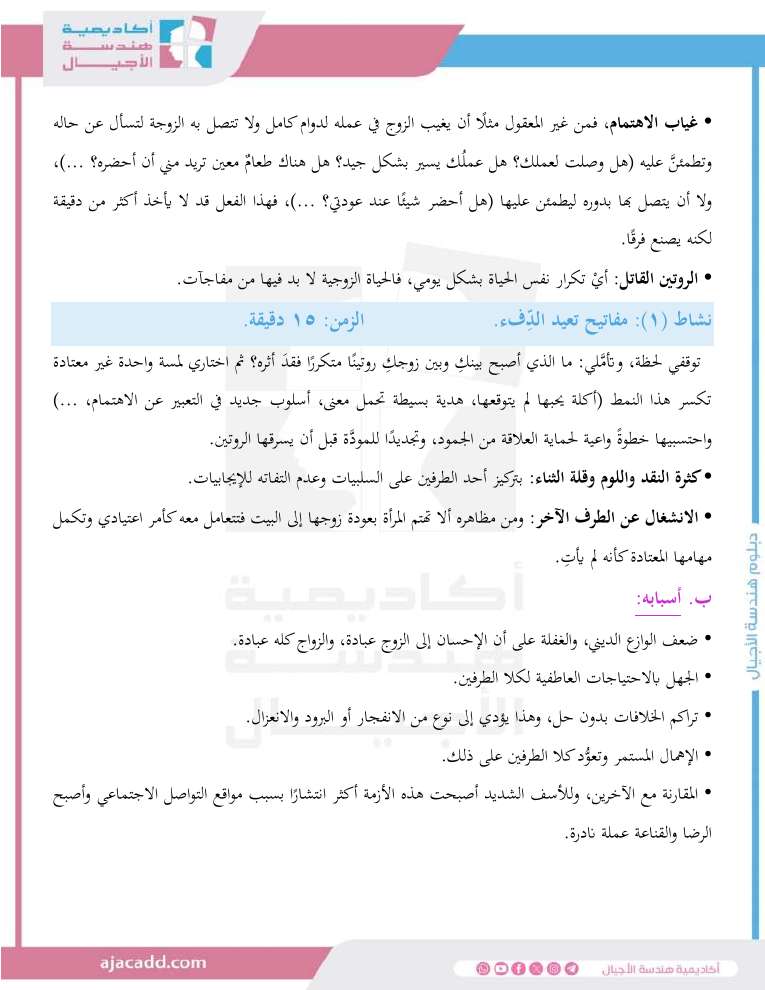 أكاديمية
هندسة
الأجيال
• غياب الاهتمام، فمن غير المعقول مثلًا أن يغيب الزوج في عمله لدوام كامل ولا تتصل به الزوجة لتسأل عن حاله
وتطمئنَّ عليه (هل وصلت لعملك؟ هل عملُك يسير بشكل جيد؟ هل هناك طعامٌ معين تريد مني أن أحضره؟ ...)،
ولا أن يتصل بها بدوره ليطمئن عليها (هل أحضر شيئًا عند عودتي؟ ...)، فهذا الفعل قد لا يأخذ أكثر من دقيقة
لكنه يصنع فرقًا.
• الروتين القاتل: أيْ تكرار نفس الحياة بشكل يومي، فالحياة الزوجية لا بد فيها من مفاجآت.
نشاط (١): مفاتيح تعيد الدِّفء. الزمن: ١٥ دقيقة.
توقفي لحظة، وتأمَّلي: ما الذي أصبح بينكِ وبين زوجكِ روتينًا متكررًا فقدَ أثره؟ ثم اختاري لمسة واحدة غير معتادة
تكسر هذا النمط (أكلة يحبها لم يتوقعها، هدية بسيطة تحمل معنى، أسلوب جديد في التعبير عن الاهتمام، ...)
واحتسبيها خطوةً واعية لحماية العلاقة من الجمود، وتجديدًا للمودَّة قبل أن يسرقها الروتين.
• كثرة النقد واللوم وقلة الثناء: بتركيز أحد الطرفين على السلبيات وعدم التفاته للإيجابيات.
• الانشغال عن الطرف الآخر: ومن مظاهره ألا تهتم المرأة بعودة زوجها إلى البيت فتتعامل معه كأمر اعتيادي وتكمل
مهامها المعتادة كأنه لم يأتِ.
ب. أسبابه:
• ضعف الوازع الديني، والغفلة على أن الإحسان إلى الزوج عبادة، والزواج كله عبادة.
• الجهل بالاحتياجات العاطفية لكلا الطرفين.
• تراكم الخلافات بدون حل، وهذا يؤدي إلى نوع من الانفجار أو البرود والانعزال.
• الإهمال المستمر وتعوُّد كلا الطرفين على ذلك.
• المقارنة مع الآخرين، وللأسف الشديد أصبحت هذه الأزمة أكثر انتشارًا بسبب مواقع التواصل الاجتماعي وأصبح
الرضا والقناعة عملة نادرة.
أكاديمية
هندسة
الأجيال
دبلوم هندسة الأجيال
أكاديمية هندسة الأجيال
ajacadd.com